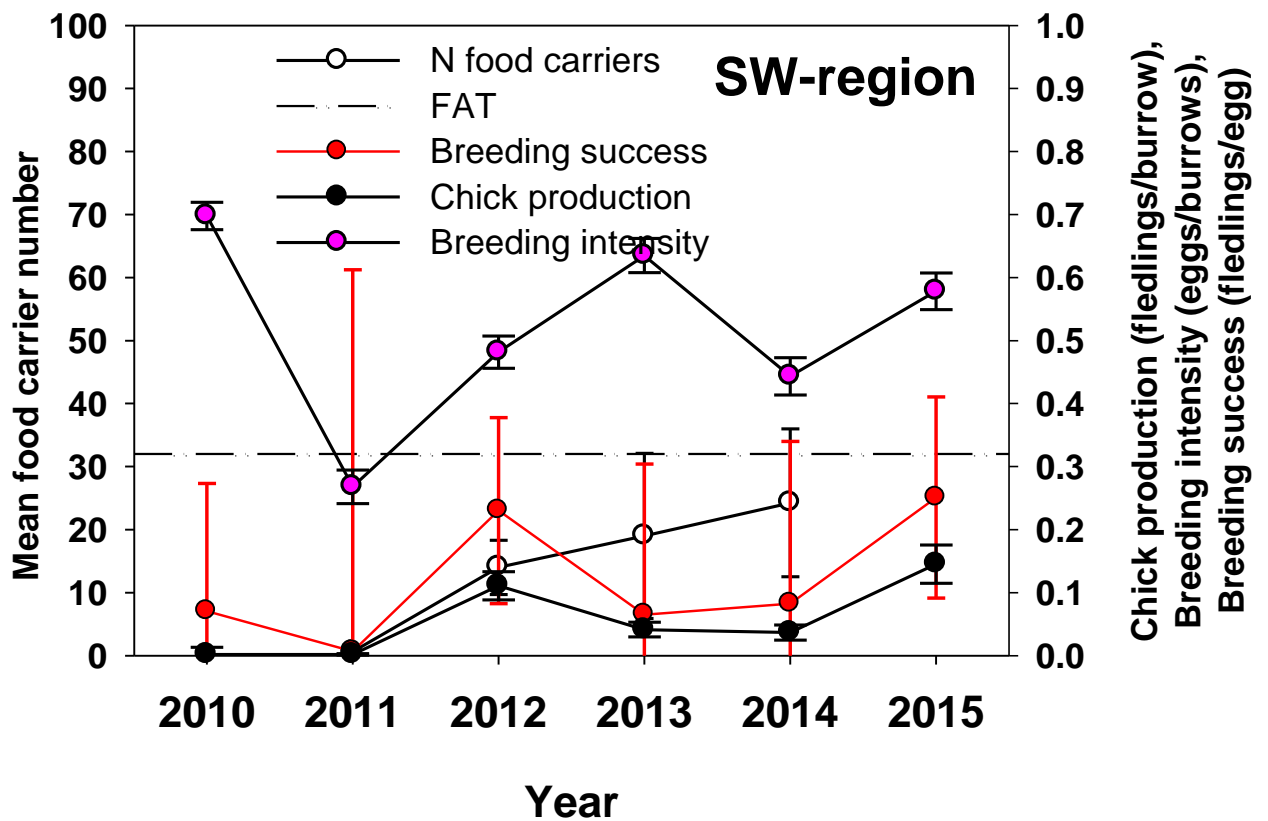 SW-region
N food carriers
FAT
Breeding success
Chick production
Breeding intensity
Mean food carrier number
100
90
80
70
60
50
40
30
20
10
0
1.0
0.9
0.8
0.7
0.6
0.5
0.4
0.3
0.2
0.1
0.0
Chick production (fledlings/burrow),
Breeding intensity (eggs/burrows),
Breeding success (fledlings/egg)
2010 2011 2012 2013 2014 2015
Year